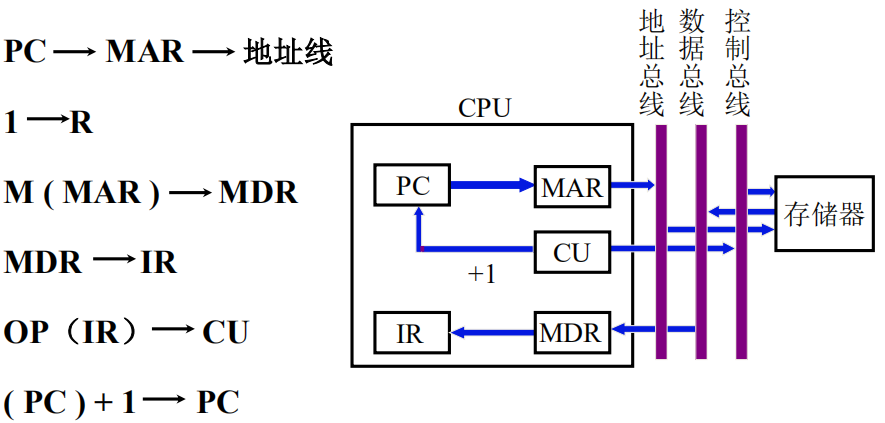 PC → MAR → 地址线
1 → R
M ( MAR ) → MDR
MDR → IR
OP（IR）→ CU
( PC ) + 1 → PC
地址总线
数据总线
控制总线
CPU
PC
MAR
CU
+1
IR
MDR
存储器